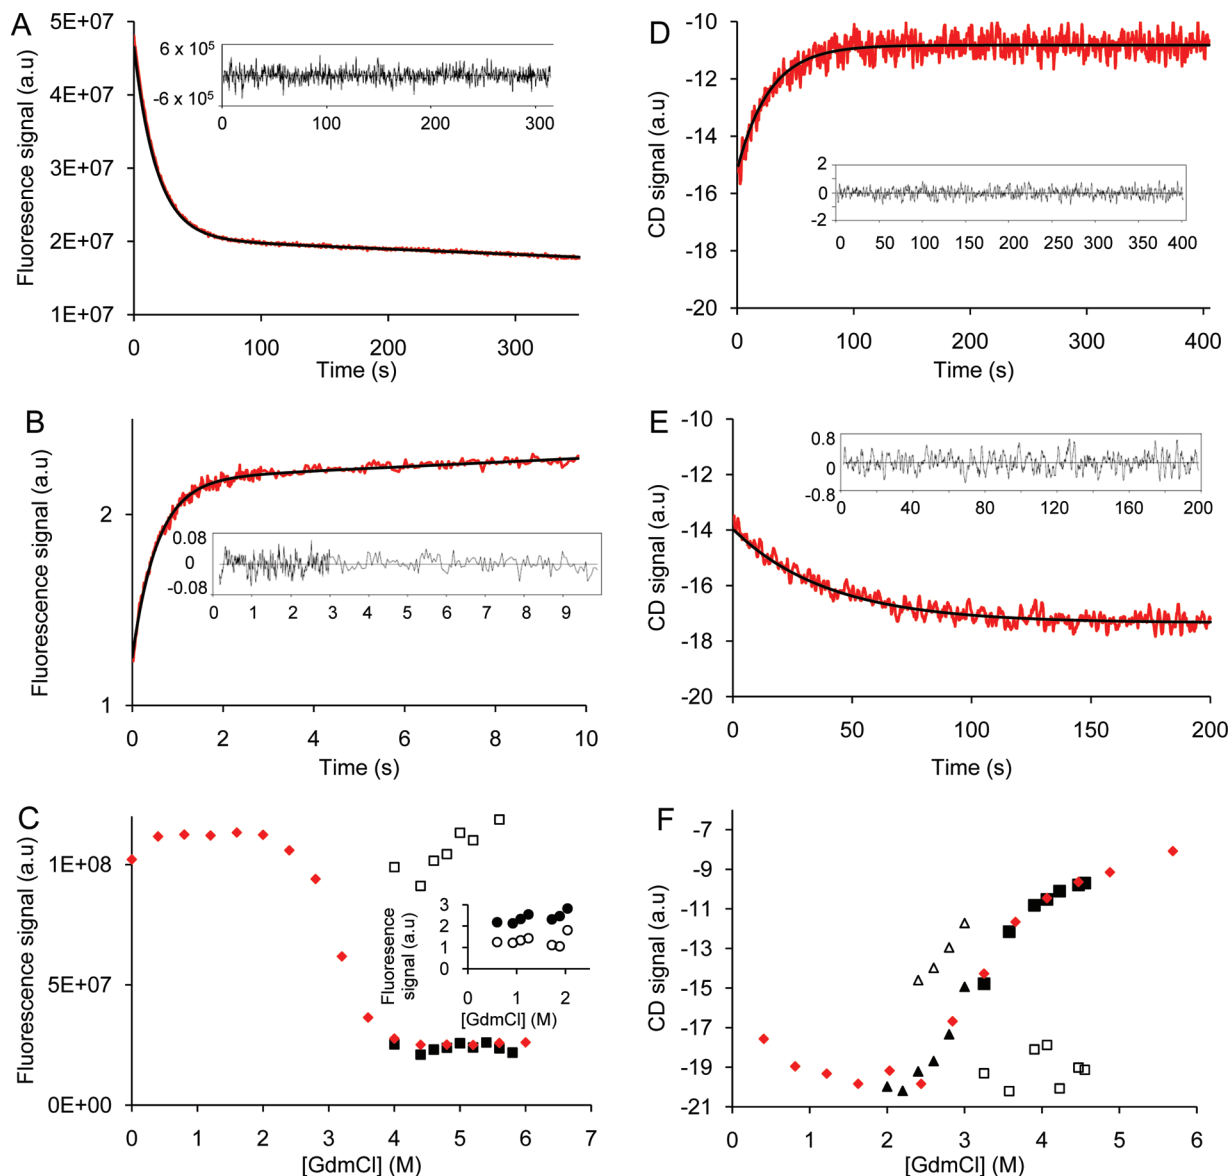 A
Fluoresence signal (a.u)
5E+07
4E+07
3E+07
2E+07
1E+07
0 100 200 300
Time (s)
6 x 10⁵
-6 x 10⁵
0 100 200 300
D
CD signal (a.u)
-10
-12
-14
-16
-18
-20
0 100 200 300 400
Time (s)
2
0
-2
0 50 100 150 200 250 300 350 400
B
Fluoresence signal (a.u)
2
1
0 2 4 6 8 10
Time (s)
0.08
0
-0.08
0 1 2 3 4 5 6 7 8 9
E
CD signal (a.u)
-10
-12
-14
-16
-18
-20
0 50 100 150 200
Time (s)
0.8
0
-0.8
0 40 80 120 160 200
C
Fluoresence signal (a.u)
1E+08
5E+07
0E+00
0 1 2 3 4 5 6 7
[GdmCl] (M)
Fluoresence
signal (a.u)
3
2
1
0
0 1 2
[GdmCl] (M)
F
CD signal (a.u)
-7
-9
-11
-13
-15
-17
-19
-21
0 1 2 3 4 5 6
[GdmCl] (M)